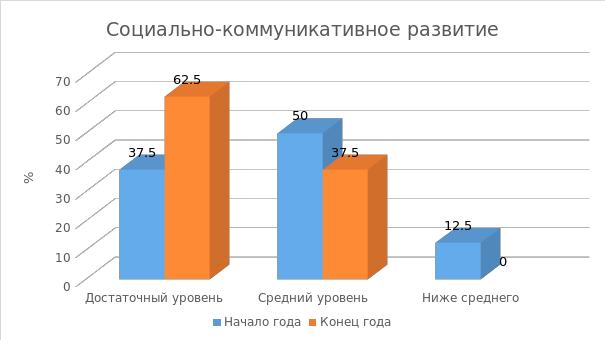 Социально-коммуникативное развитие
%
70
60
50
40
30
20
10
0
37.5
62.5
50
37.5
12.5
0
Достаточный уровень
Средний уровень
Ниже среднего
Начало года
Конец года